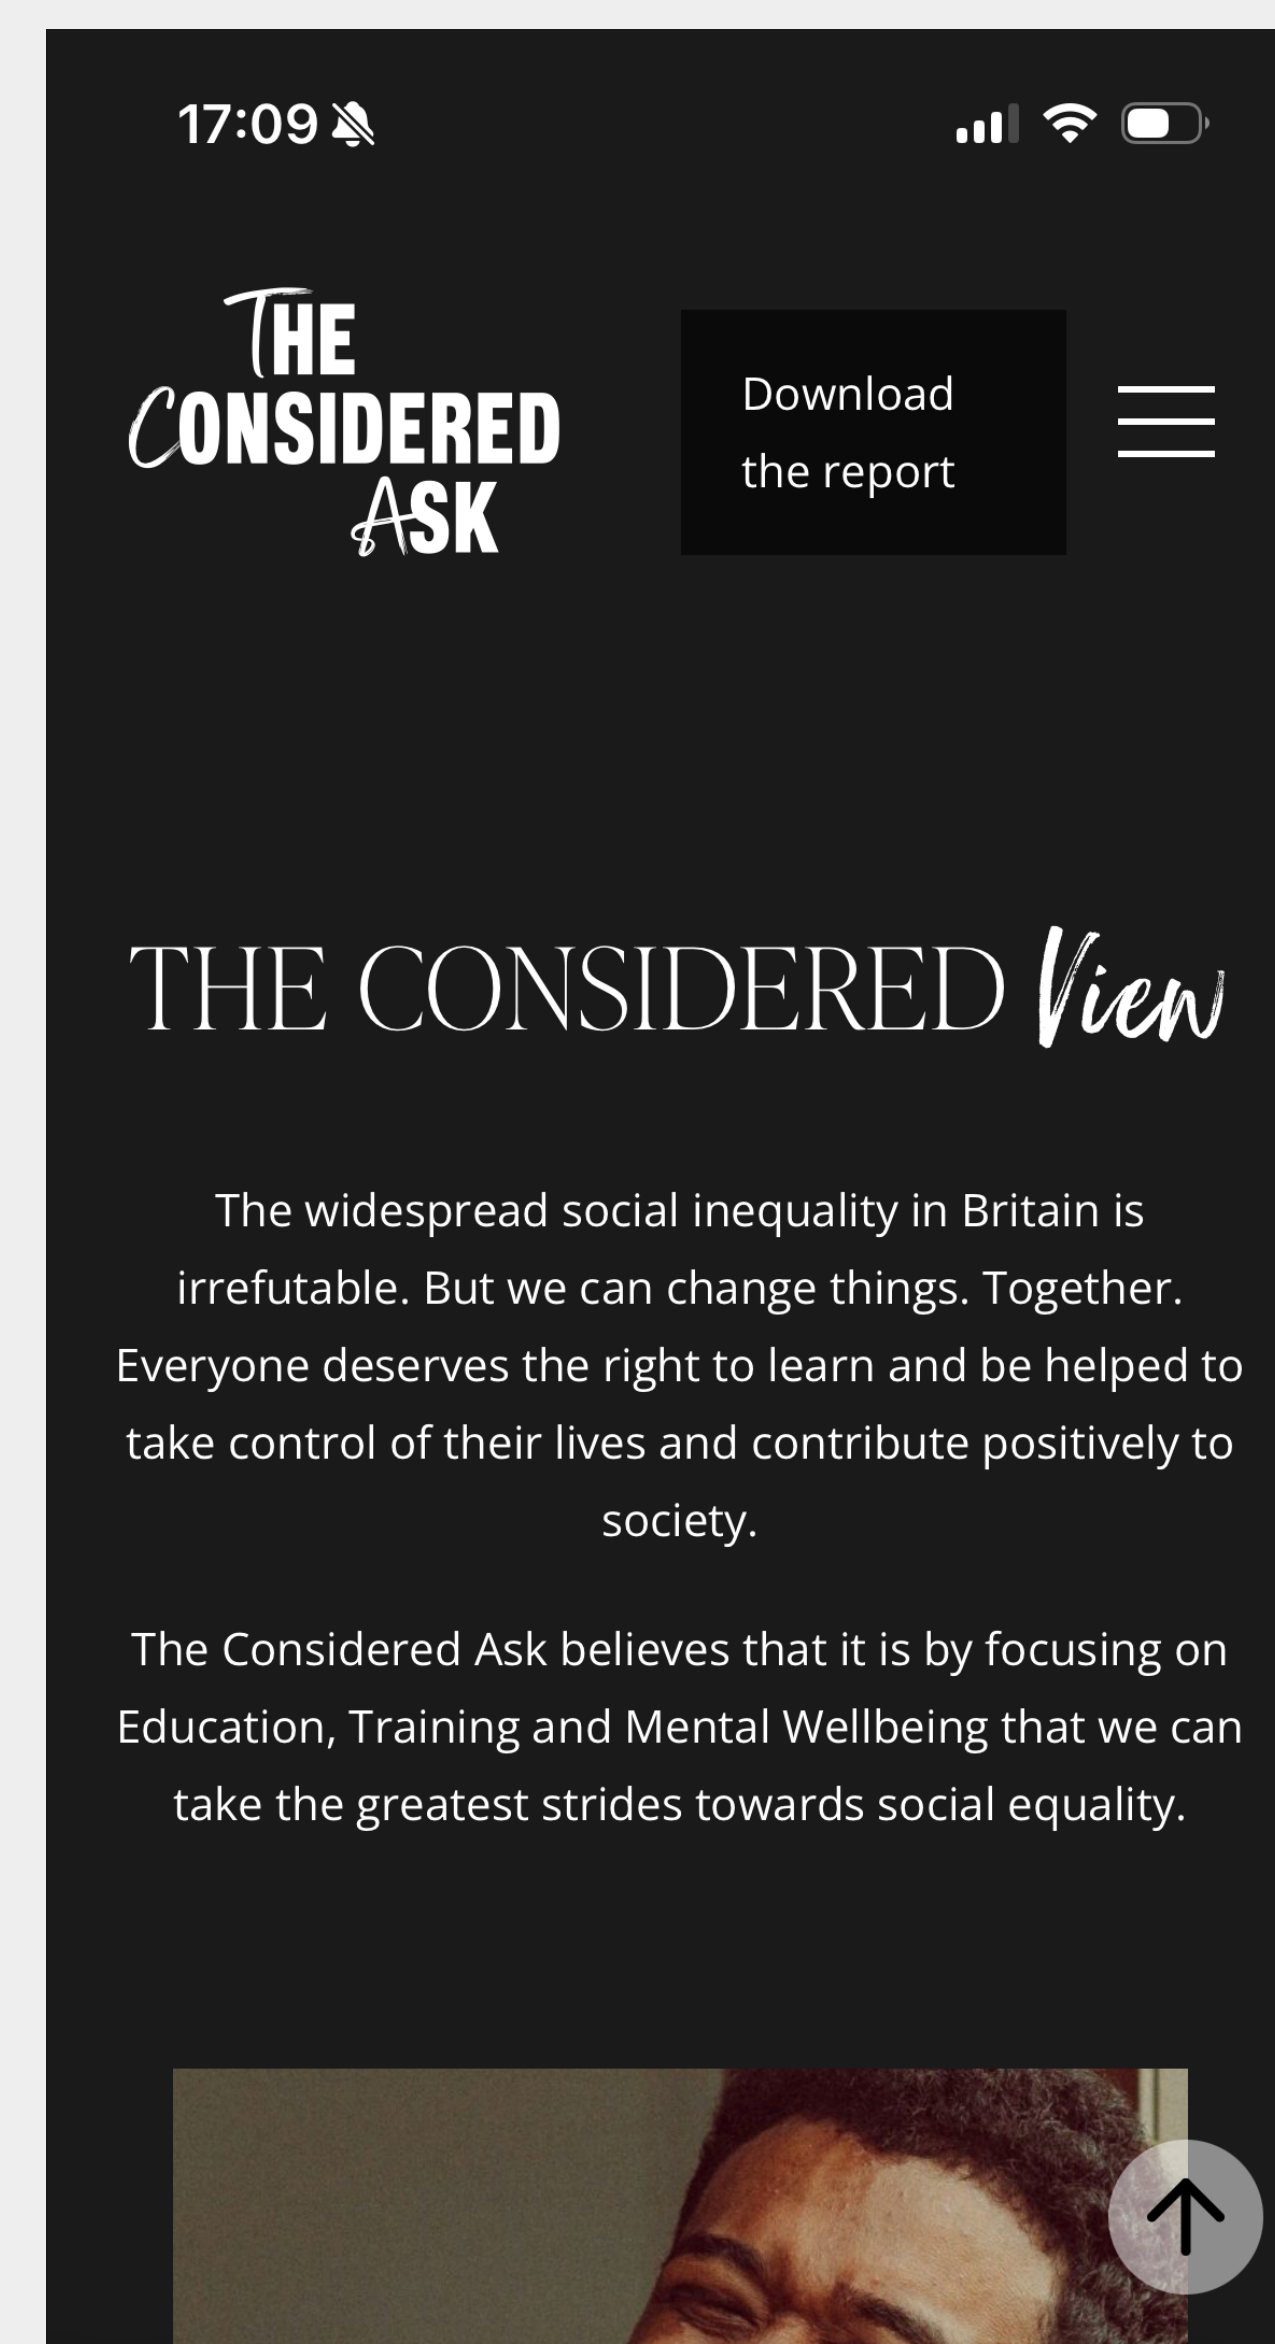 17:09
THE
CONSIDERED
ASK
Download
the report
THE CONSIDERED View
The widespread social inequality in Britain is
irrefutable. But we can change things. Together.
Everyone deserves the right to learn and be helped to
take control of their lives and contribute positively to
society.
The Considered Ask believes that it is by focusing on
Education, Training and Mental Wellbeing that we can
take the greatest strides towards social equality.